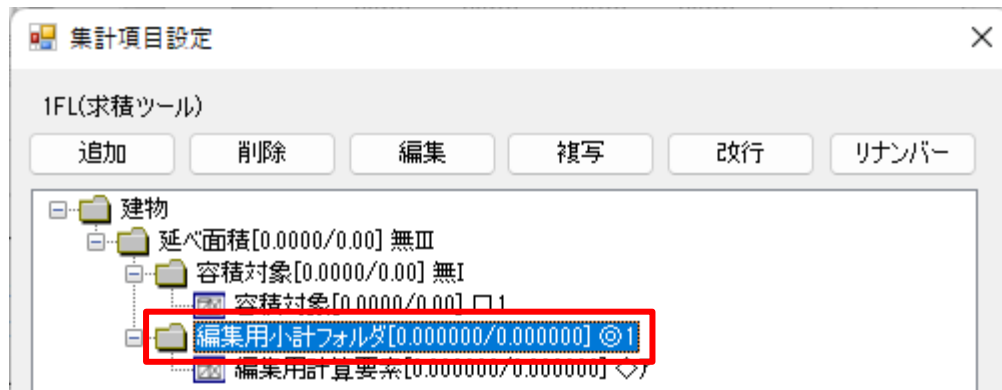 集計項目設定
1FL(求積ツール)
追加 削除 編集 複写 改行 リナンバー
建物
延べ面積[0.0000/0.00] 無Ⅲ
容積対象[0.0000/0.00] 無Ⅰ
容積対象[0.0000/0.00] □1
編集用小計フォルダ[0.000000/0.000000] ◎1
編集用計算要素[0.000000/0.000000]